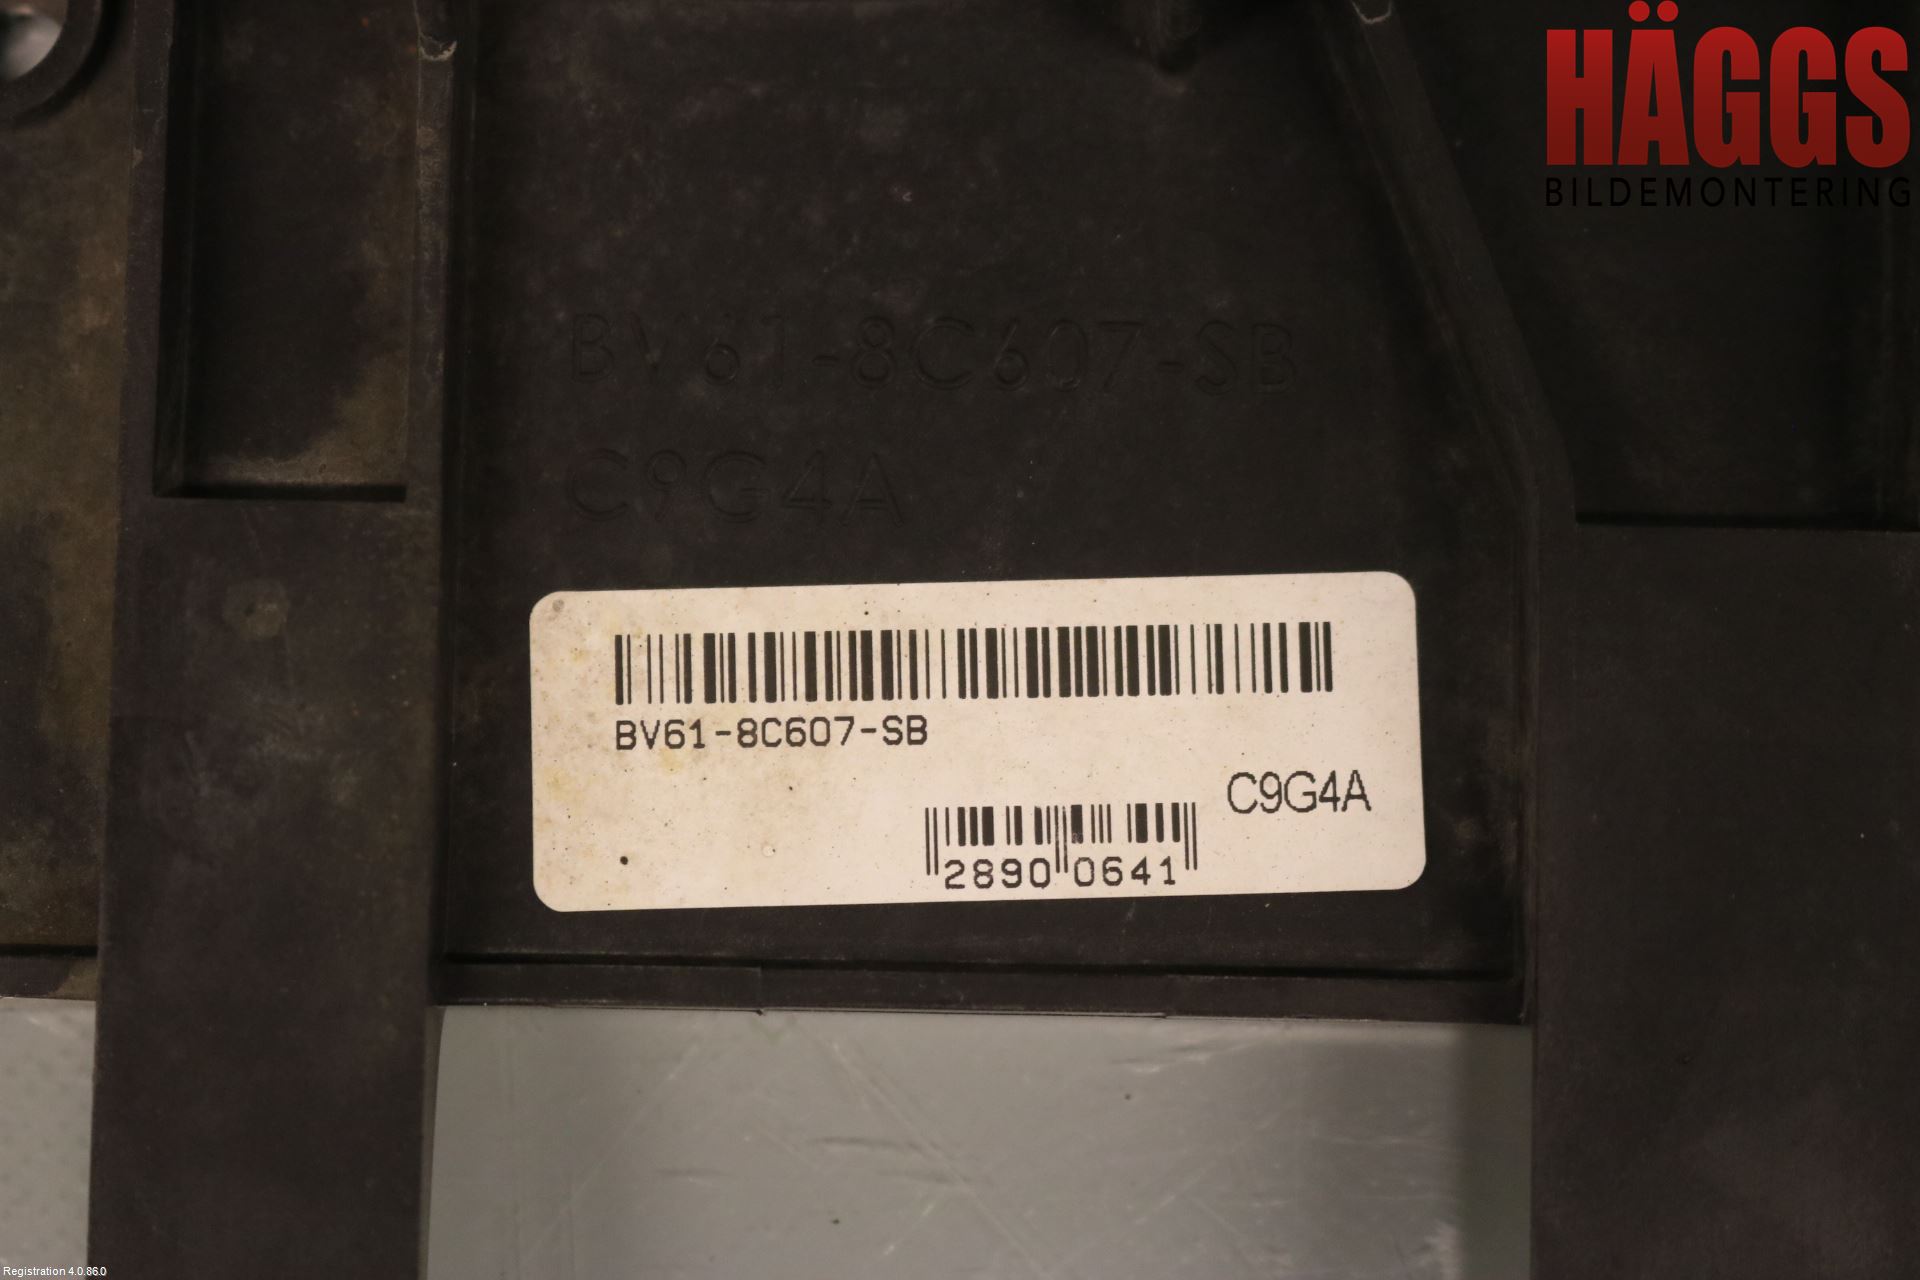 HÄGGS
BILDEMONTERING
BV61-8C607-SB
C9G4A
BV61-8C607-SB
C9G4A
2890 0641
Registration 4.0.86.0